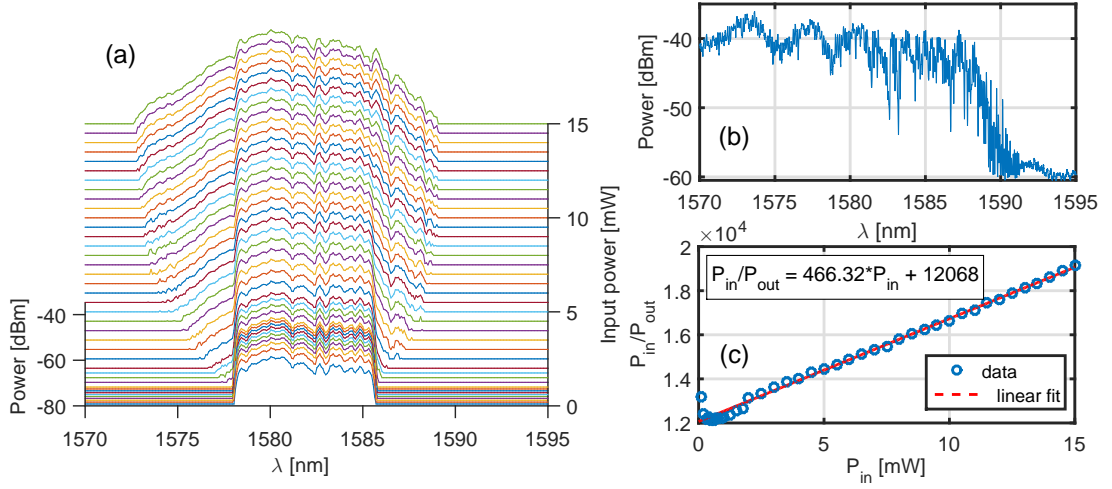 (a)
Power [dBm]
-40
-60
-80
15
10
5
0
Input power [mW]
1570 1575 1580 1585 1590 1595
λ [nm]
(b)
Power [dBm]
-40
-50
-60
1570 1575 1580 1585 1590 1595
λ [nm]
×10⁴
P_in/P_out = 466.32*P_in + 12068
P_in/P_out
2
1.8
1.6
1.4
1.2
(c)
data
linear fit
0 5 10 15
P_in [mW]